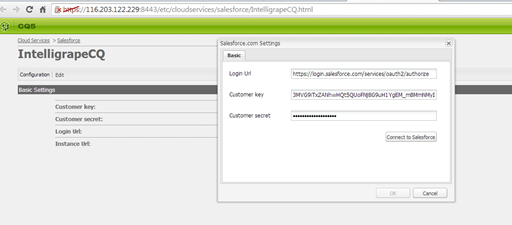 https://116.203.122.229:8443/etc/cloudservices/salesforce/IntelligrapeCQ.html
CQ5
Cloud Services » Salesforce
IntelligrapeCQ
Configuration | Edit
Basic Settings
Customer key:
Customer secret:
Login Url:
Instance Url:
Salesforce.com Settings
Basic
Login Url
https://login.salesforce.com/services/oauth2/authorize
Customer key
Customer secret
Connect to Salesforce
OK
Cancel